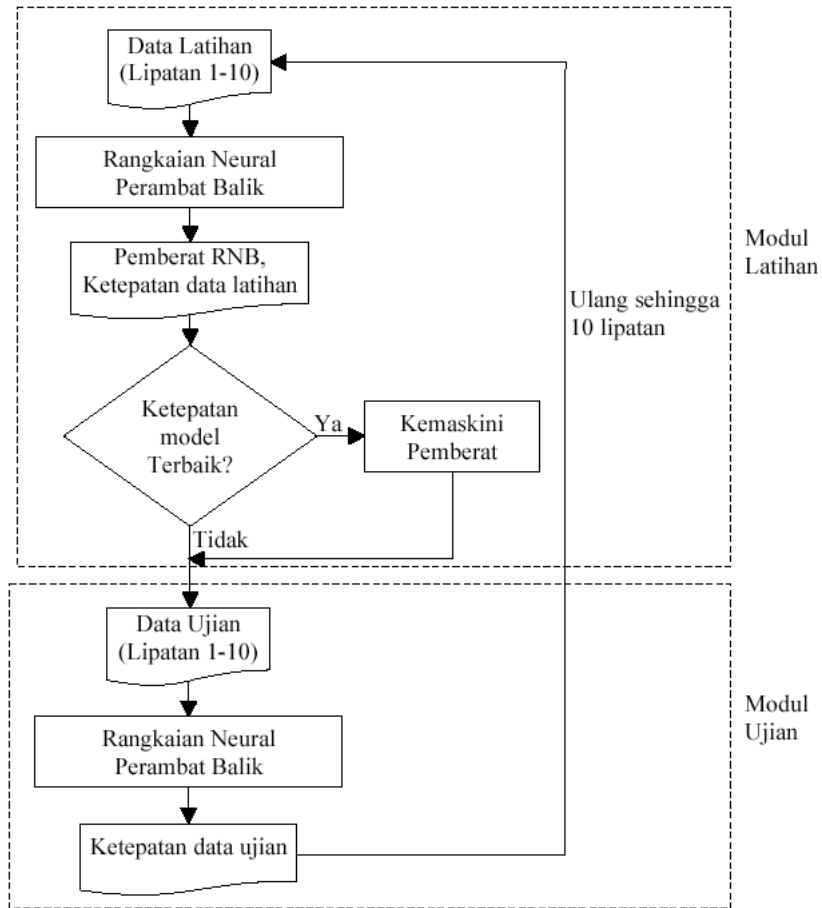 Data Latihan
(Lipatan 1-10)
Rangkaian Neural
Perambat Balik
Pemberat RNB,
Ketepatan data latihan
Ketepatan
model
Terbaik?
Ya
Kemaskini
Pemberat
Tidak
Ulang sehingga
10 lipatan
Modul
Latihan
Data Ujian
(Lipatan 1-10)
Rangkaian Neural
Perambat Balik
Ketepatan data ujian
Modul
Ujian